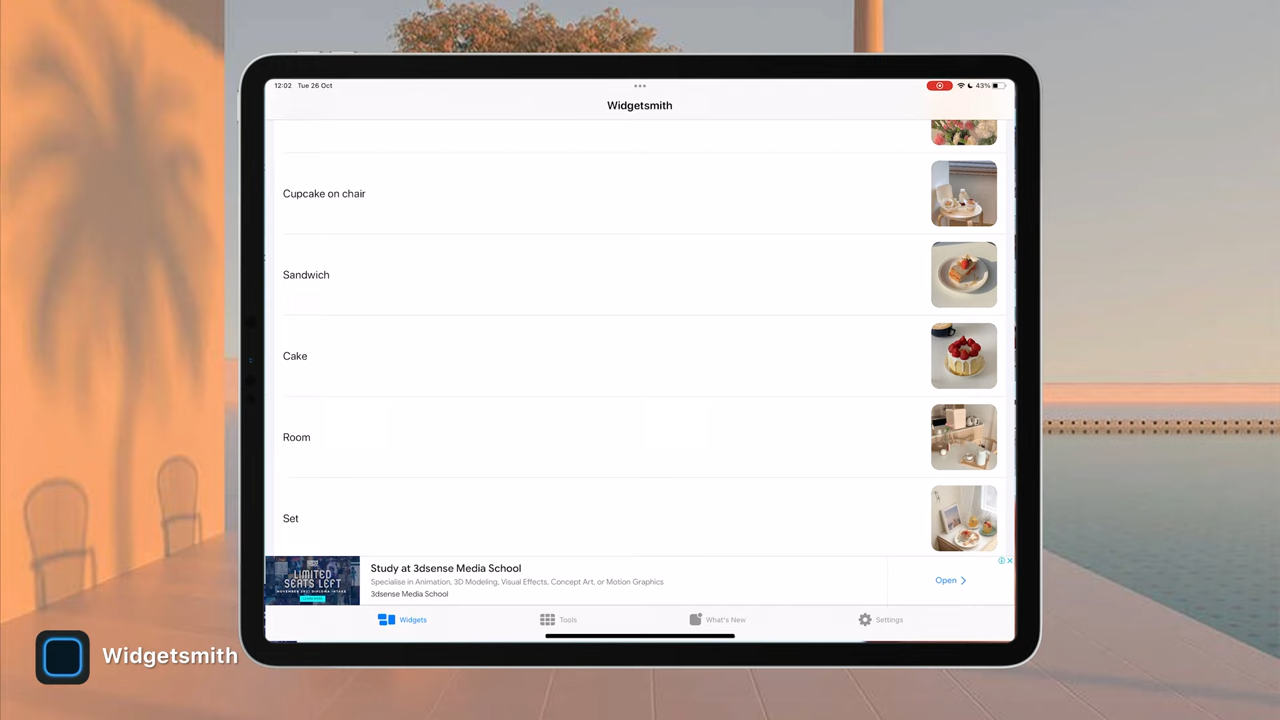 12:02 Tue 26 Oct
43%
Widgetsmith
Cupcake on chair
Sandwich
Cake
Room
Set
LIMITED
SEATS LEFT
Study at 3dsense Media School
Specialise in Animation, 3D Modeling, Visual Effects, Concept Art, or Motion Graphics
3dsense Media School
Open
Widgets
Tools
What's New
Settings
Widgetsmith